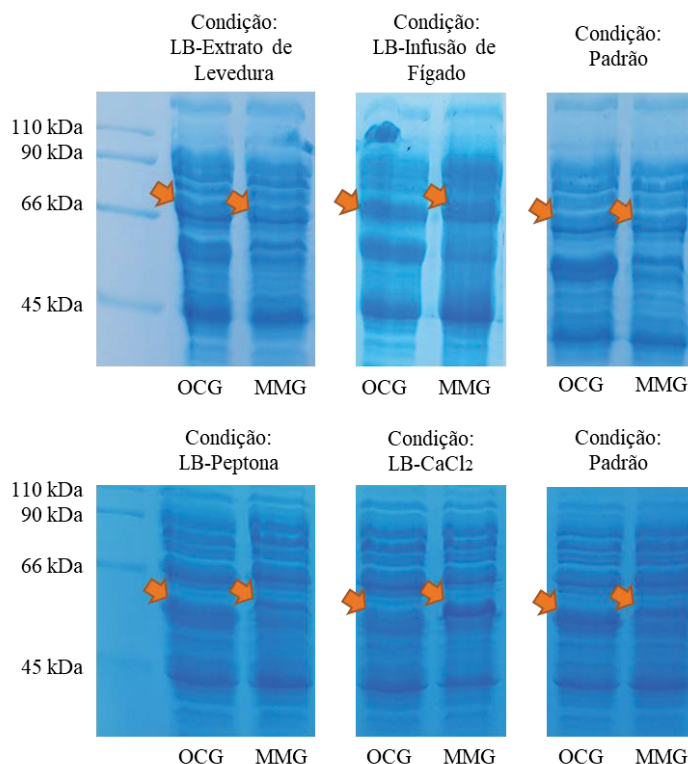 Condição:
LB-Extrato de
Levedura
Condição:
LB-Infusão de
Fígado
Condição:
Padrão
110 kDa
90 kDa
66 kDa
45 kDa
OCG MMG
OCG MMG
OCG MMG
Condição:
LB-Peptona
Condição:
LB-CaCl2
Condição:
Padrão
110 kDa
90 kDa
66 kDa
45 kDa
OCG MMG
OCG MMG
OCG MMG